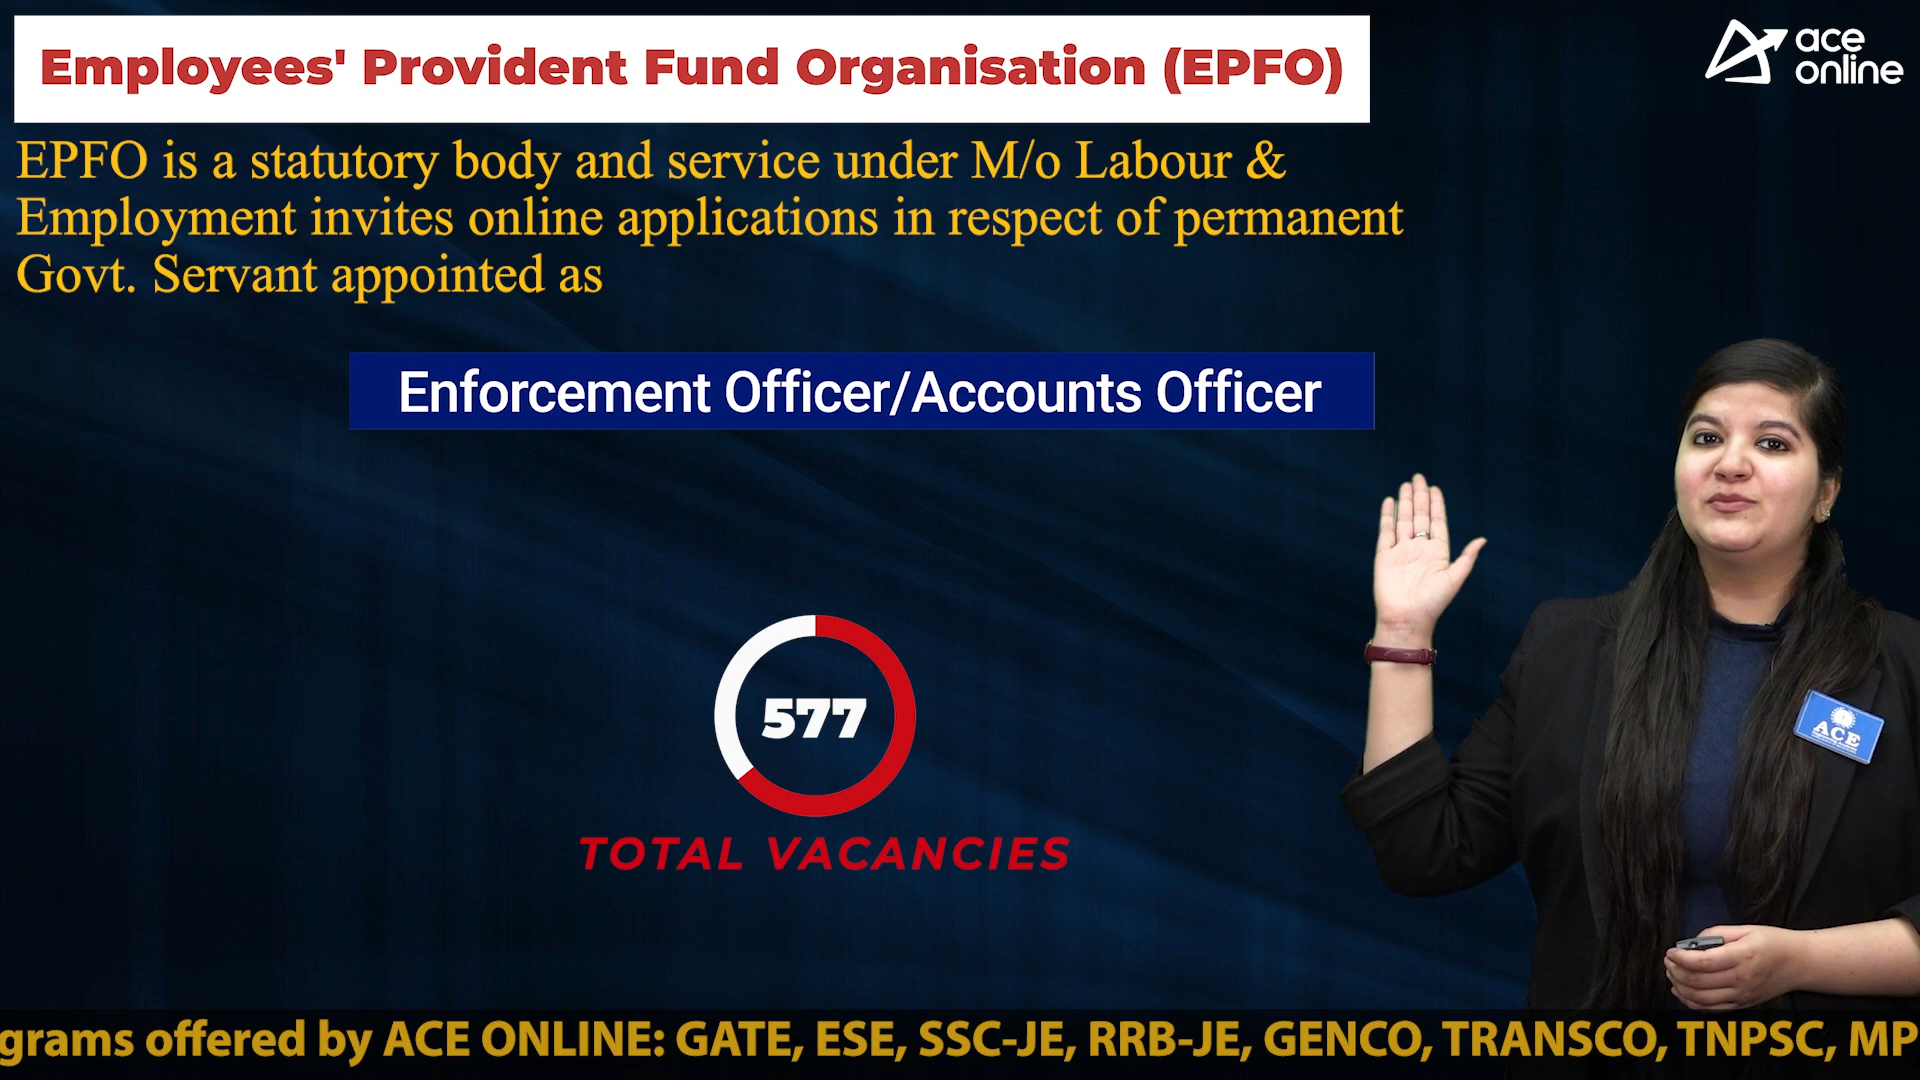 Employees' Provident Fund Organisation (EPFO)
ace
online
EPFO is a statutory body and service under M/o Labour &
Employment invites online applications in respect of permanent
Govt. Servant appointed as
Enforcement Officer/Accounts Officer
577
TOTAL VACANCIES
ACE
grams offered by ACE ONLINE: GATE, ESE, SSC-JE, RRB-JE, GENCO, TRANSCO, TNPSC, MP